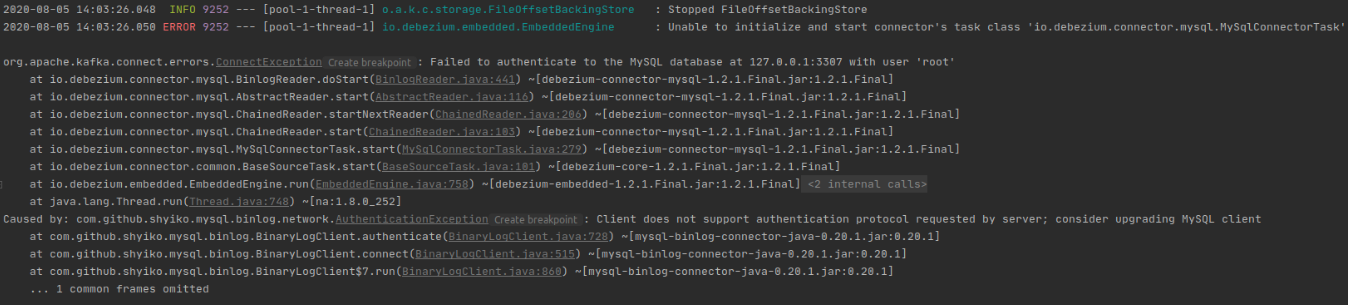 2020-08-05 14:03:26.048  INFO 9252 --- [pool-1-thread-1] o.a.k.c.storage.FileOffsetBackingStore   : Stopped FileOffsetBackingStore
2020-08-05 14:03:26.050 ERROR 9252 --- [pool-1-thread-1] io.debezium.embedded.EmbeddedEngine      : Unable to initialize and start connector's task class 'io.debezium.connector.mysql.MySqlConnectorTask'
org.apache.kafka.connect.errors.ConnectException Create breakpoint : Failed to authenticate to the MySQL database at 127.0.0.1:3307 with user 'root'
at io.debezium.connector.mysql.BinlogReader.doStart(BinlogReader.java:441) ~[debezium-connector-mysql-1.2.1.Final.jar:1.2.1.Final]
at io.debezium.connector.mysql.AbstractReader.start(AbstractReader.java:116) ~[debezium-connector-mysql-1.2.1.Final.jar:1.2.1.Final]
at io.debezium.connector.mysql.ChainedReader.startNextReader(ChainedReader.java:206) ~[debezium-connector-mysql-1.2.1.Final.jar:1.2.1.Final]
at io.debezium.connector.mysql.ChainedReader.start(ChainedReader.java:103) ~[debezium-connector-mysql-1.2.1.Final.jar:1.2.1.Final]
at io.debezium.connector.mysql.MySqlConnectorTask.start(MySqlConnectorTask.java:279) ~[debezium-connector-mysql-1.2.1.Final.jar:1.2.1.Final]
at io.debezium.connector.common.BaseSourceTask.start(BaseSourceTask.java:101) ~[debezium-core-1.2.1.Final.jar:1.2.1.Final]
at io.debezium.embedded.EmbeddedEngine.run(EmbeddedEngine.java:758) ~[debezium-embedded-1.2.1.Final.jar:1.2.1.Final] <2 internal calls>
at java.lang.Thread.run(Thread.java:748) ~[na:1.8.0_252]
Caused by: com.github.shyiko.mysql.binlog.network.AuthenticationException Create breakpoint : Client does not support authentication protocol requested by server; consider upgrading MySQL client
at com.github.shyiko.mysql.binlog.BinaryLogClient.authenticate(BinaryLogClient.java:728) ~[mysql-binlog-connector-java-0.20.1.jar:0.20.1]
at com.github.shyiko.mysql.binlog.BinaryLogClient.connect(BinaryLogClient.java:515) ~[mysql-binlog-connector-java-0.20.1.jar:0.20.1]
at com.github.shyiko.mysql.binlog.BinaryLogClient$7.run(BinaryLogClient.java:860) ~[mysql-binlog-connector-java-0.20.1.jar:0.20.1]
... 1 common frames omitted